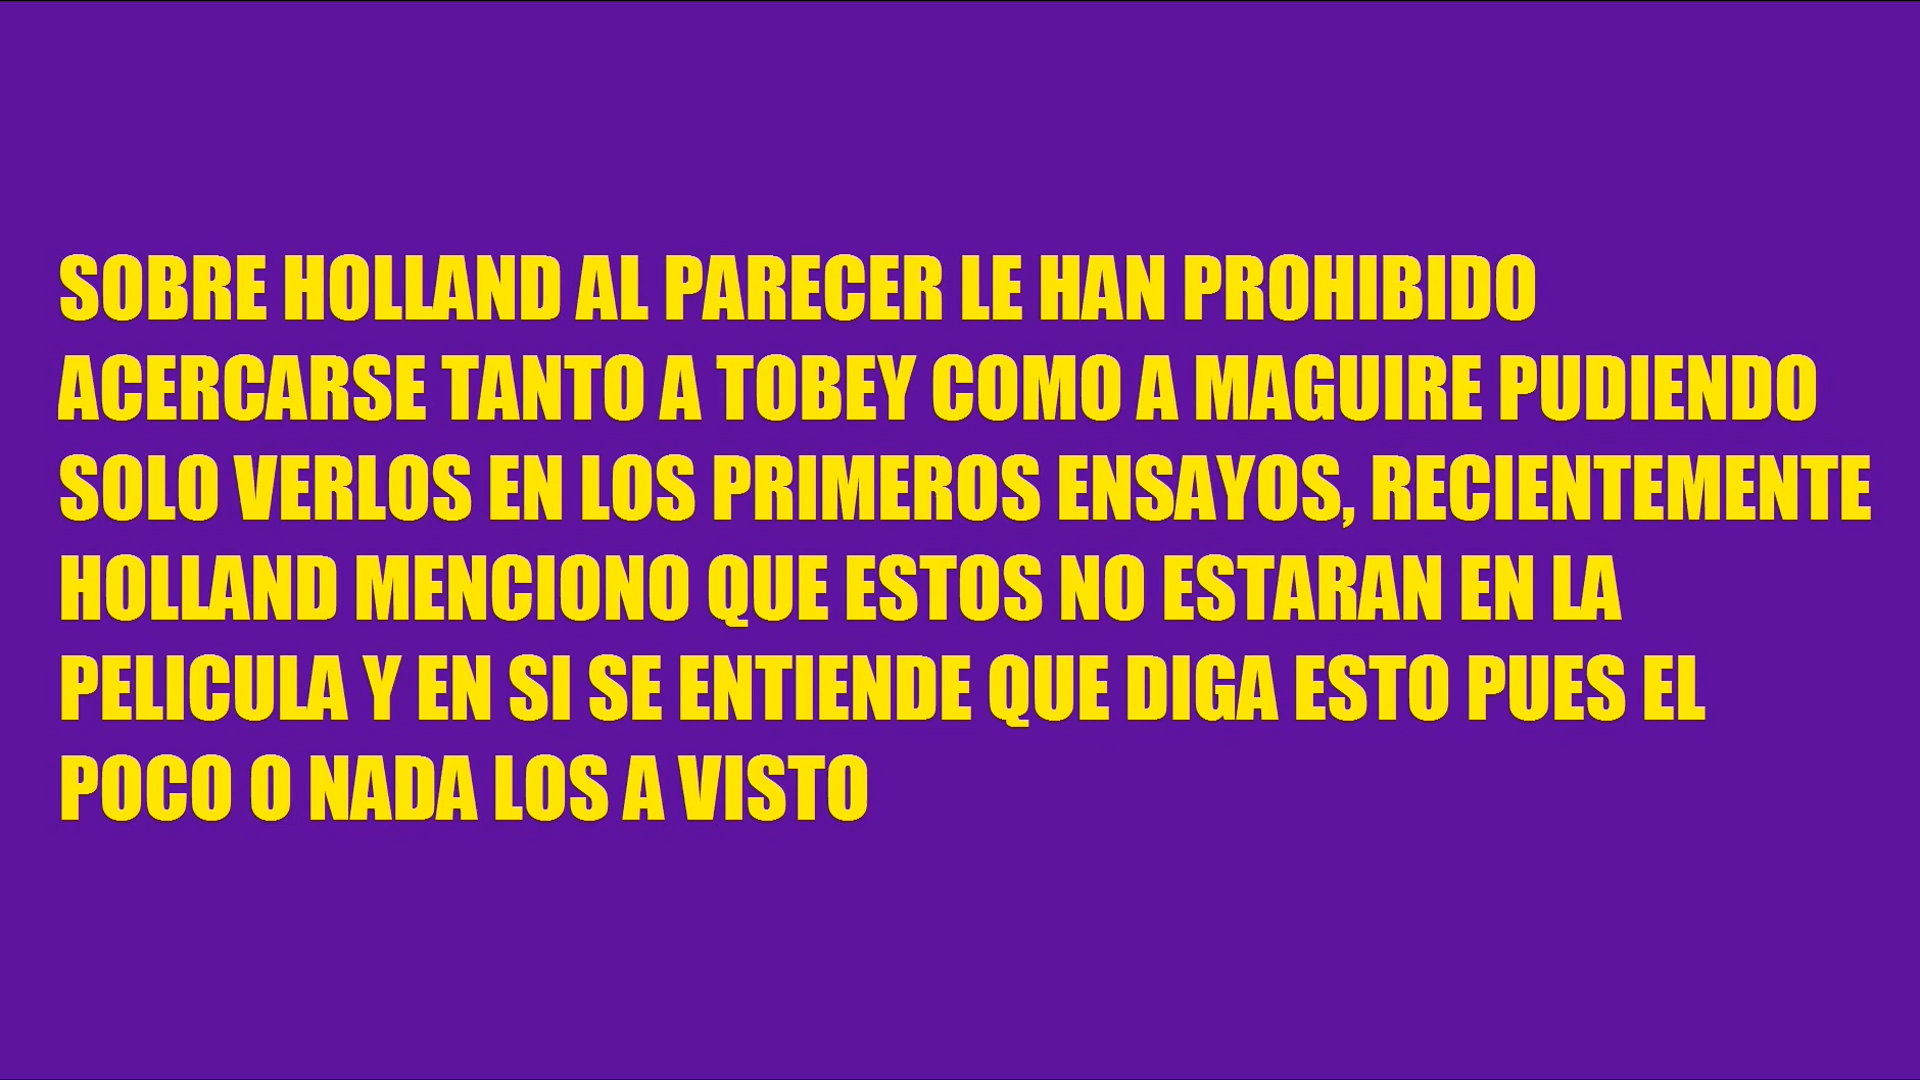 SOBRE HOLLAND AL PARECER LE HAN PROHIBIDO
ACERCARSE TANTO A TOBEY COMO A MAGUIRE PUDIENDO
SOLO VERLOS EN LOS PRIMEROS ENSAYOS, RECIENTEMENTE
HOLLAND MENCIONO QUE ESTOS NO ESTARAN EN LA
PELICULA Y EN SI SE ENTIENDE QUE DIGA ESTO PUES EL
POCO O NADA LOS A VISTO